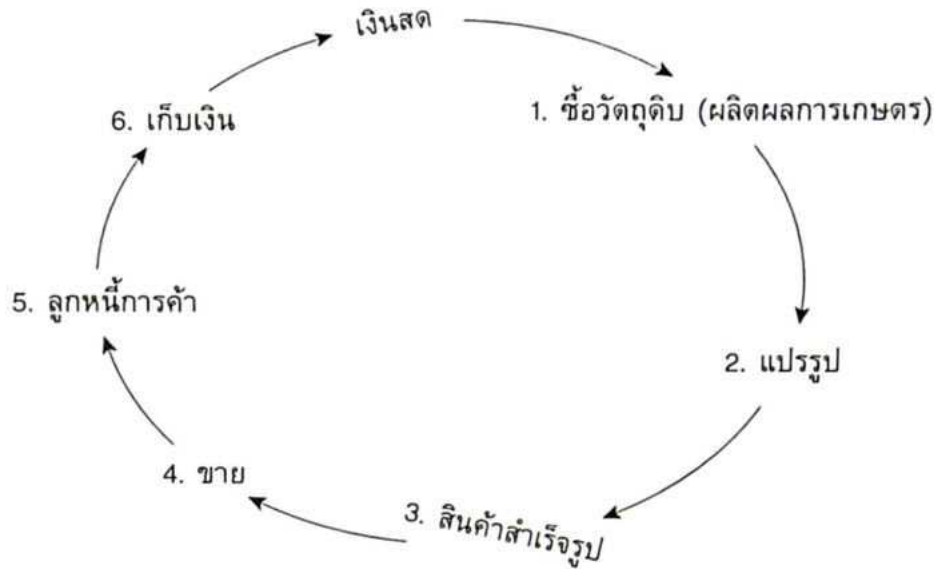 เงินสด
1. ซื้อวัตถุดิบ (ผลิตผลการเกษตร)
2. แปรรูป
3. สินค้าสำเร็จรูป
4. ขาย
5. ลูกหนี้การค้า
6. เก็บเงิน